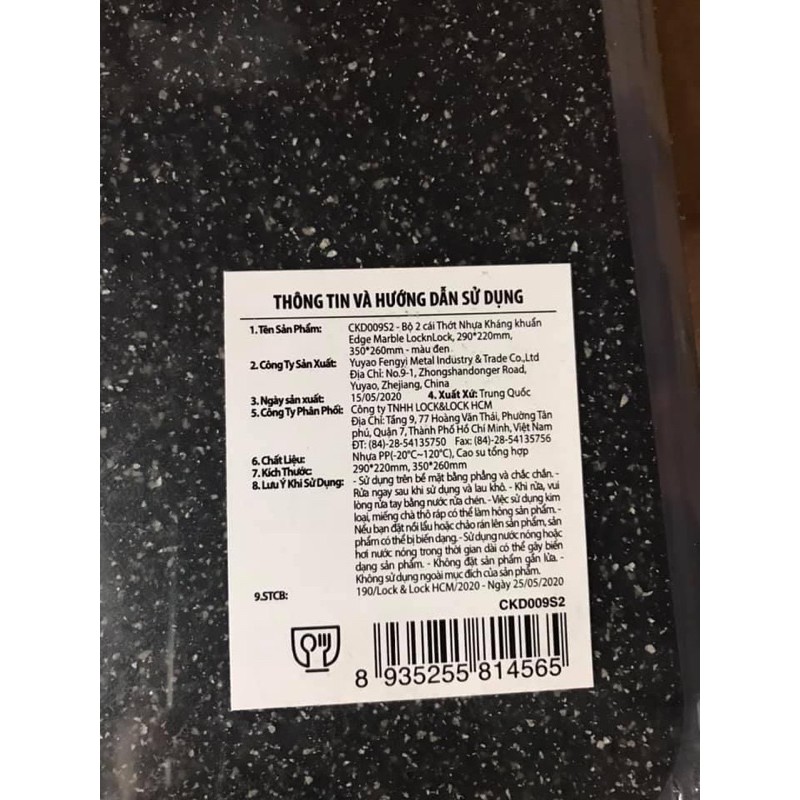 THÔNG TIN VÀ HƯỚNG DẪN SỬ DỤNG
1. Tên Sản Phẩm: CKD009S2 - Bộ 2 cái Thớt Nhựa Kháng khuẩn
Edge Marble LocknLock, 290*220mm,
350*260mm - màu đen
2. Công Ty Sản Xuất: Yuyao Fengyi Metal Industry & Trade Co.,Ltd
Địa Chỉ: No.9-1, Zhongshandonger Road,
Yuyao, Zhejiang, China
3. Ngày sản xuất: 15/05/2020 4. Xuất Xứ: Trung Quốc
5. Công Ty Phân Phối: Công ty TNHH LOCK&LOCK HCM
Địa Chỉ: Tầng 9, 77 Hoàng Văn Thái, Phường Tân
phú, Quận 7, Thành Phố Hồ Chí Minh, Việt Nam
ĐT: (84)-28-54135750 Fax: (84)-28-54135756
6. Chất Liệu: Nhựa PP(-20°C~120°C), Cao su tổng hợp
7. Kích Thước: 290*220mm, 350*260mm
8. Lưu Ý Khi Sử Dụng: - Sử dụng trên bề mặt bằng phẳng và chắc chắn. -
Rửa ngay sau khi sử dụng và lau khô. - Khi rửa, vui
lòng rửa tay bằng nước rửa chén. - Việc sử dụng kim
loại, miếng chà thô ráp có thể làm hỏng sản phẩm. -
Nếu bạn đặt nồi lẩu hoặc chảo rán lên sản phẩm, sản
phẩm có thể bị biến dạng. - Sử dụng nước nóng hoặc
hơi nước nóng trong thời gian dài có thể gây biến
dạng sản phẩm. - Không đặt sản phẩm gần lửa. -
Không sử dụng ngoài mục đích của sản phẩm.
9.STCB: 190/Lock & Lock HCM/2020 - Ngày 25/05/2020
CKD009S2
8 935255 814565